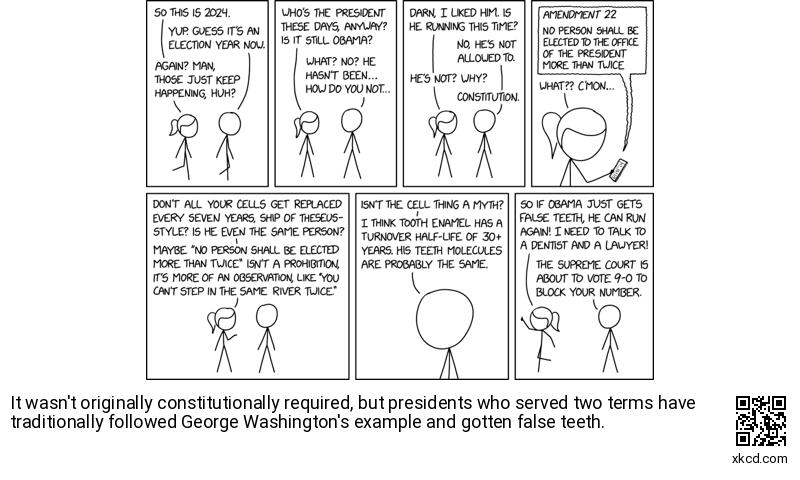 SO THIS IS 2024.
YUP. GUESS IT'S AN
ELECTION YEAR NOW.
AGAIN? MAN,
THOSE JUST KEEP
HAPPENING, HUH?
WHO'S THE PRESIDENT
THESE DAYS, ANYWAY?
IS IT STILL OBAMA?
WHAT? NO? HE
HASN'T BEEN...
HOW DO YOU NOT...
DARN, I LIKED HIM. IS
HE RUNNING THIS TIME?
NO, HE'S NOT
ALLOWED TO.
HE'S NOT? WHY?
CONSTITUTION.
AMENDMENT 22
NO PERSON SHALL BE
ELECTED TO THE OFFICE
OF THE PRESIDENT
MORE THAN TWICE
WHAT?? C'MON...
DON'T ALL YOUR CELLS GET REPLACED
EVERY SEVEN YEARS, SHIP OF THESEUS-
STYLE? IS HE EVEN THE SAME PERSON?
MAYBE "NO PERSON SHALL BE ELECTED
MORE THAN TWICE" ISN'T A PROHIBITION,
IT'S MORE OF AN OBSERVATION, LIKE "YOU
CAN'T STEP IN THE SAME RIVER TWICE."
ISN'T THE CELL THING A MYTH?
I THINK TOOTH ENAMEL HAS A
TURNOVER HALF-LIFE OF 30+
YEARS. HIS TEETH MOLECULES
ARE PROBABLY THE SAME.
SO IF OBAMA JUST GETS
FALSE TEETH, HE CAN RUN
AGAIN! I NEED TO TALK TO
A DENTIST AND A LAWYER!
THE SUPREME COURT IS
ABOUT TO VOTE 9-0 TO
BLOCK YOUR NUMBER.
It wasn't originally constitutionally required, but presidents who served two terms have
traditionally followed George Washington's example and gotten false teeth.
xkcd.com